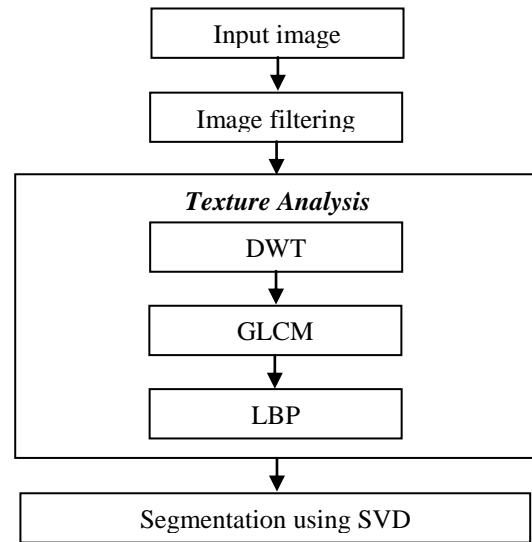 Input image
Image filtering
Texture Analysis
DWT
GLCM
LBP
Segmentation using SVD